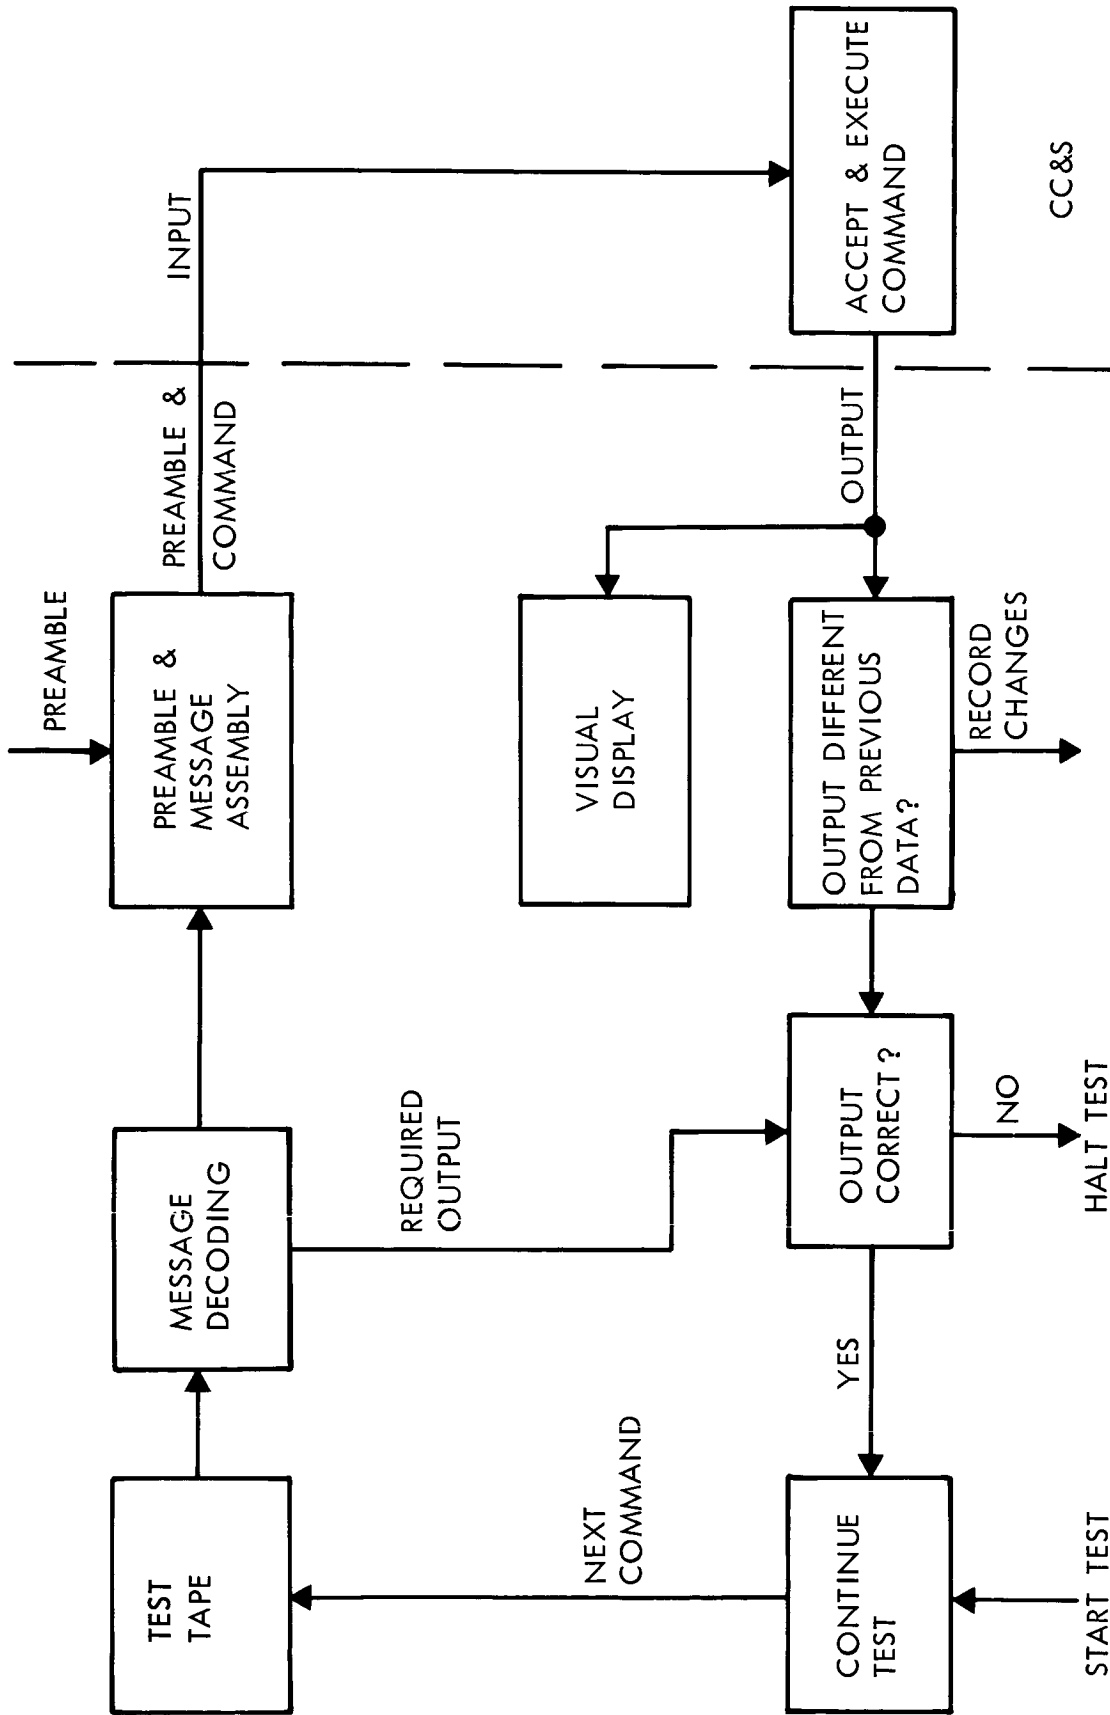 PREAMBLE
TEST
TAPE
MESSAGE
DECODING
PREAMBLE &
MESSAGE
ASSEMBLY
PREAMBLE &
COMMAND
INPUT
NEXT
COMMAND
REQUIRED
OUTPUT
VISUAL
DISPLAY
CONTINUE
TEST
YES
OUTPUT
CORRECT?
OUTPUT DIFFERENT
FROM PREVIOUS
DATA?
OUTPUT
ACCEPT & EXECUTE
COMMAND
START TEST
NO
HALT TEST
RECORD
CHANGES
CC&S